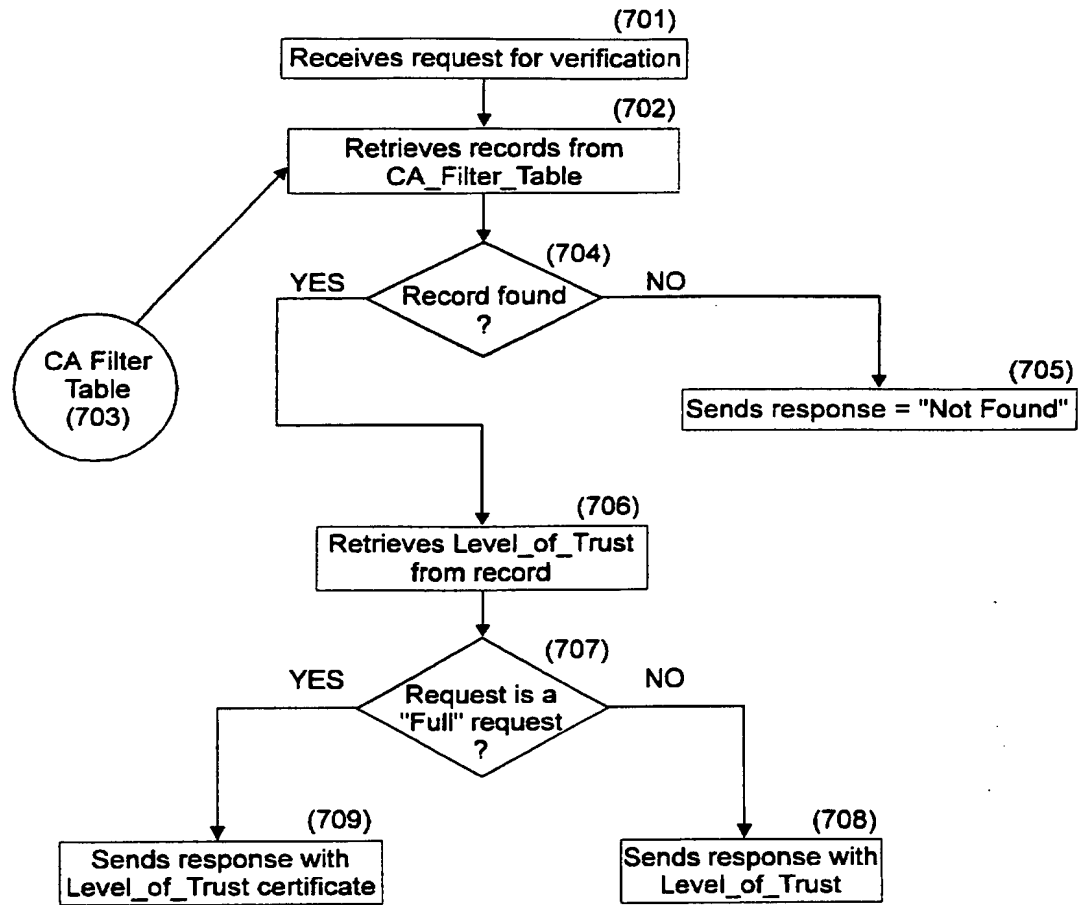 (701)
Receives request for verification
(702)
Retrieves records from
CA_Filter_Table
(704)
YES
NO
Record found
?
CA Filter
Table
(703)
(705)
Sends response = "Not Found"
(706)
Retrieves Level_of_Trust
from record
(707)
YES
NO
Request is a
"Full" request
?
(709)
Sends response with
Level_of_Trust certificate
(708)
Sends response with
Level_of_Trust